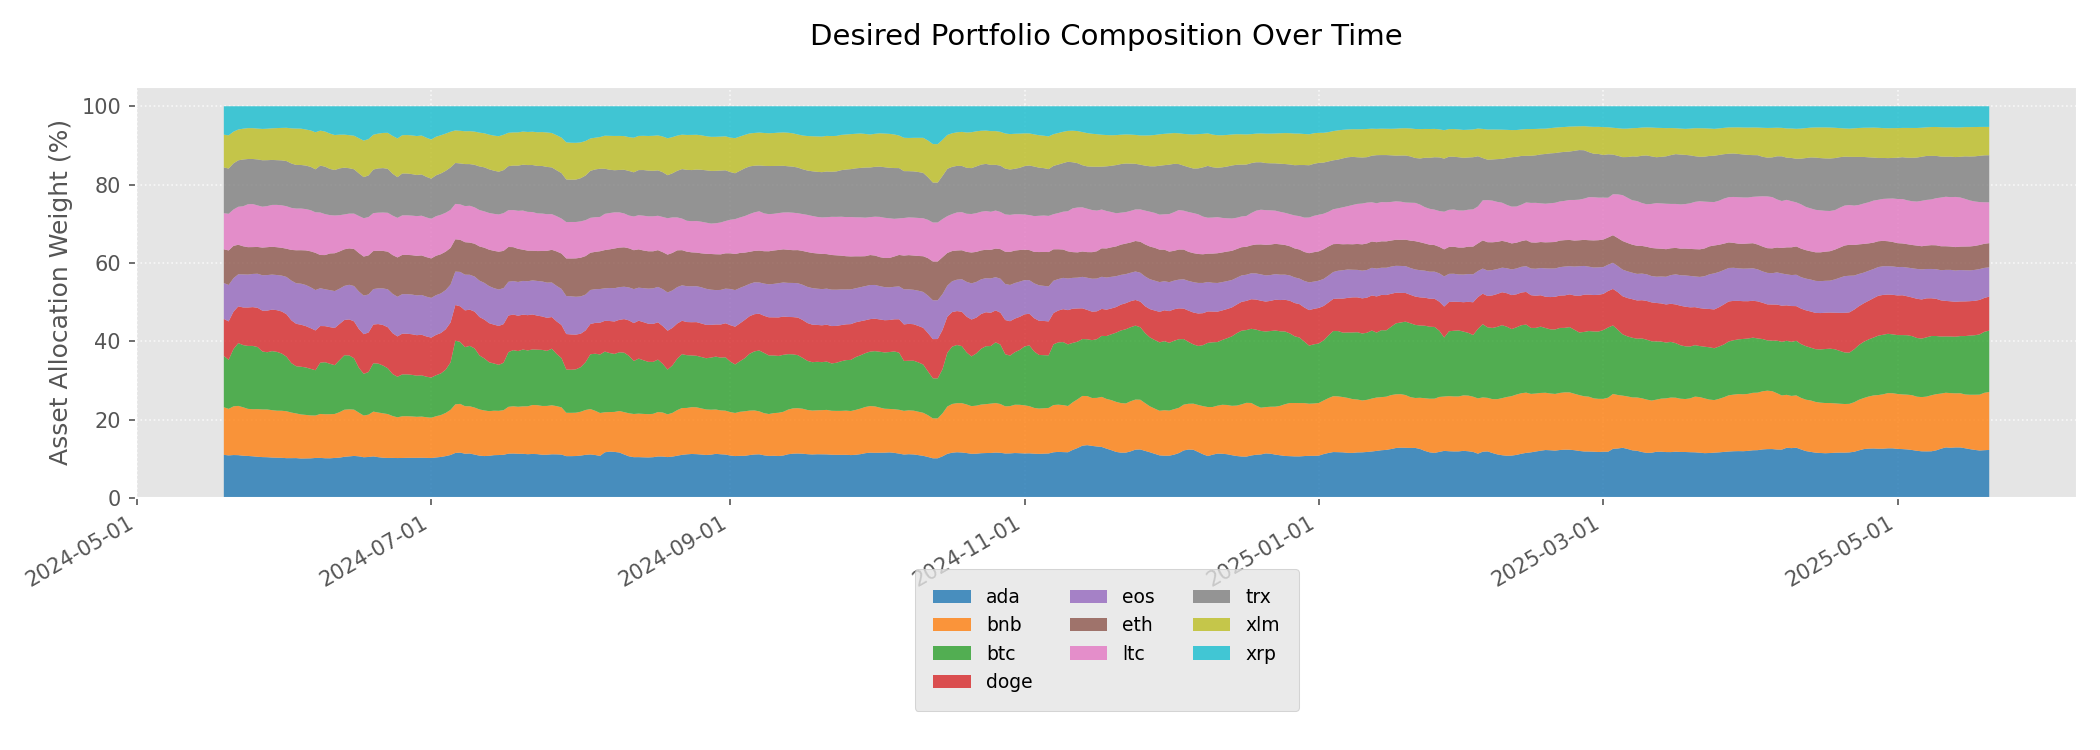 Desired Portfolio Composition Over Time
Asset Allocation Weight (%)
100
80
60
40
20
0
2024-05-01
2024-07-01
2024-09-01
2024-11-01
2025-01-01
2025-03-01
2025-05-01
ada
bnb
btc
doge
eos
eth
ltc
trx
xlm
xrp